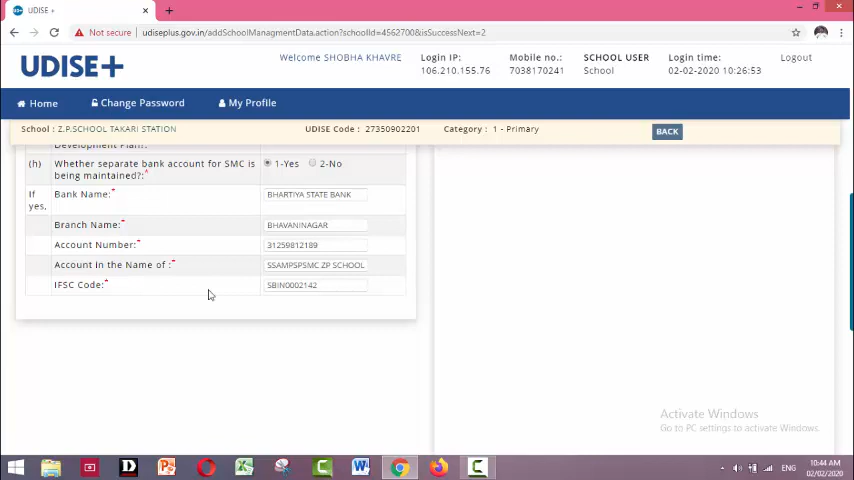 UDISE +
Not secure | udiseplus.gov.in/addSchoolManagmentData.action?schoolId=4562700&isSuccessNext=2
UDISE+
Welcome SHOBHA KHAVRE
Login IP:
106.210.155.76
Mobile no.:
7038170241
SCHOOL USER
School
Login time:
02-02-2020 10:26:53
Logout
Home
Change Password
My Profile
School : Z.P.SCHOOL TAKARI STATION
UDISE Code : 27350902201
Category : 1 - Primary
BACK
Development Plan?:
(h) Whether separate bank account for SMC is being maintained?:* 1-Yes 2-No
If yes, Bank Name:* BHARTIYA STATE BANK
Branch Name:* BHAVANINAGAR
Account Number:* 31259812189
Account in the Name of :* SSAMPSPSMC ZP SCHOOL
IFSC Code:* SBIN0002142
Activate Windows
Go to PC settings to activate Windows.
ENG
10:44 AM
02/02/2020